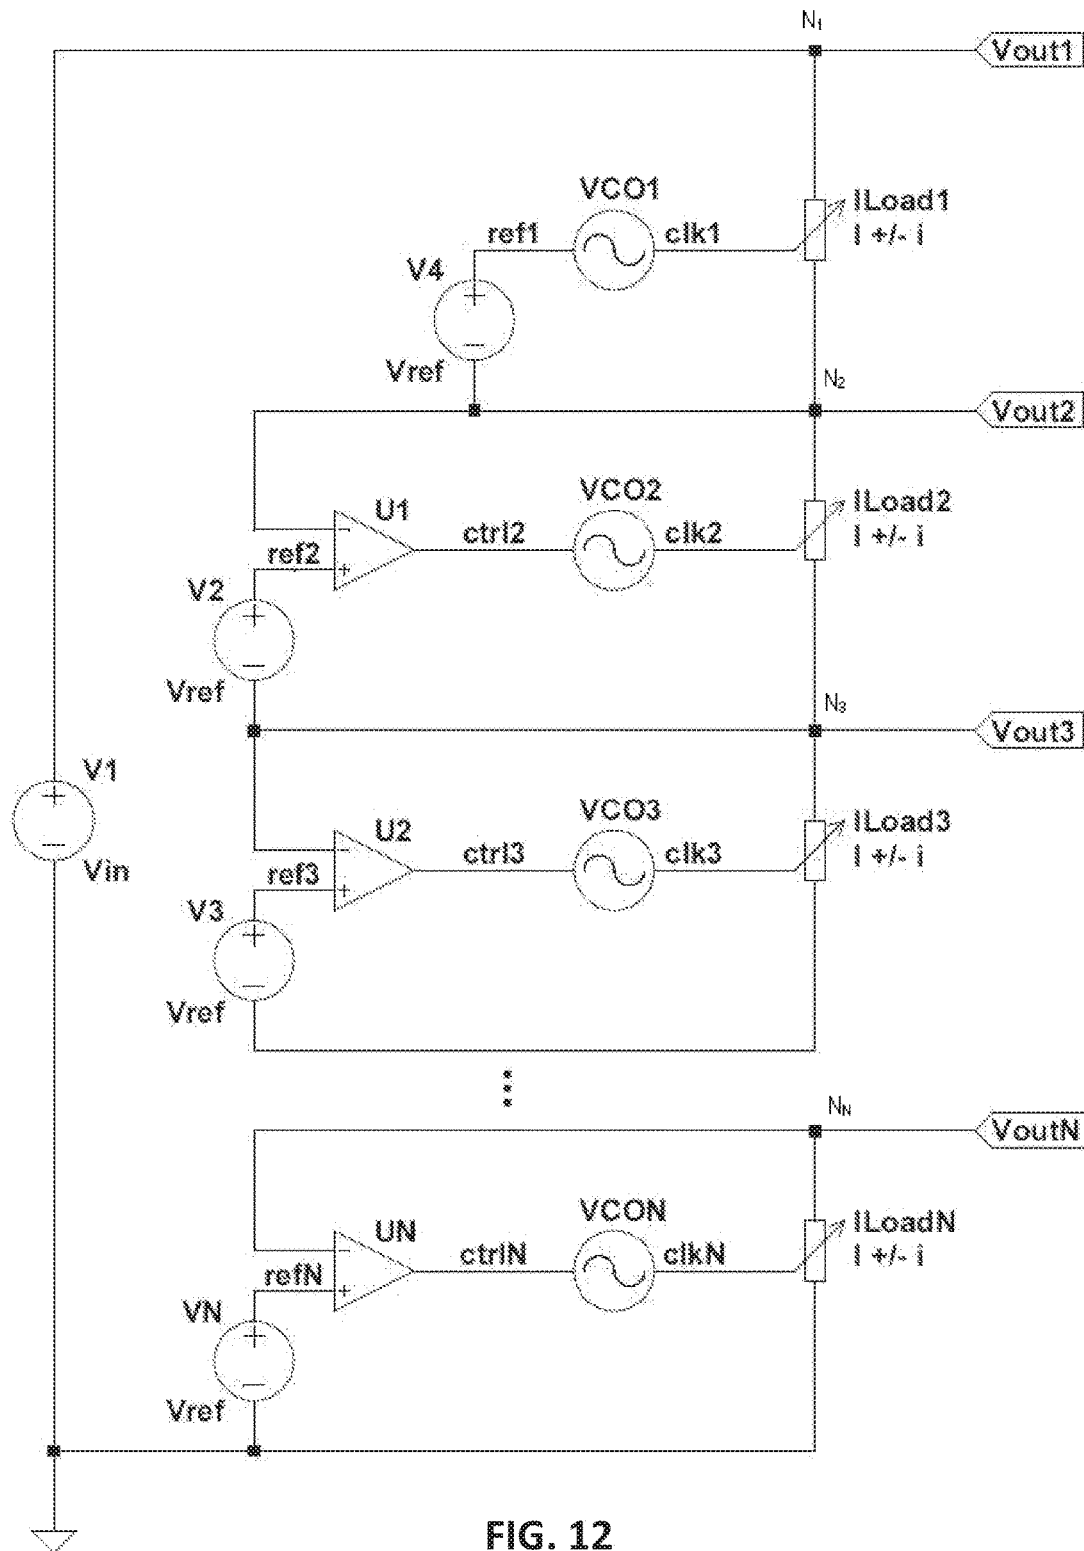 N1
Vout1
VCO1
ILoad1
ref1
clk1
I +/- i
V4
+
−
Vref
N2
Vout2
VCO2
ILoad2
U1
ctrl2
clk2
I +/- i
−
ref2
+
V2
+
−
Vref
N3
Vout3
V1
+
−
Vin
VCO3
ILoad3
U2
ctrl3
clk3
I +/- i
−
ref3
+
V3
+
−
Vref
NN
VoutN
VCON
ILoadN
UN
ctrlN
clkN
I +/- i
−
refN
+
VN
+
−
Vref
FIG. 12